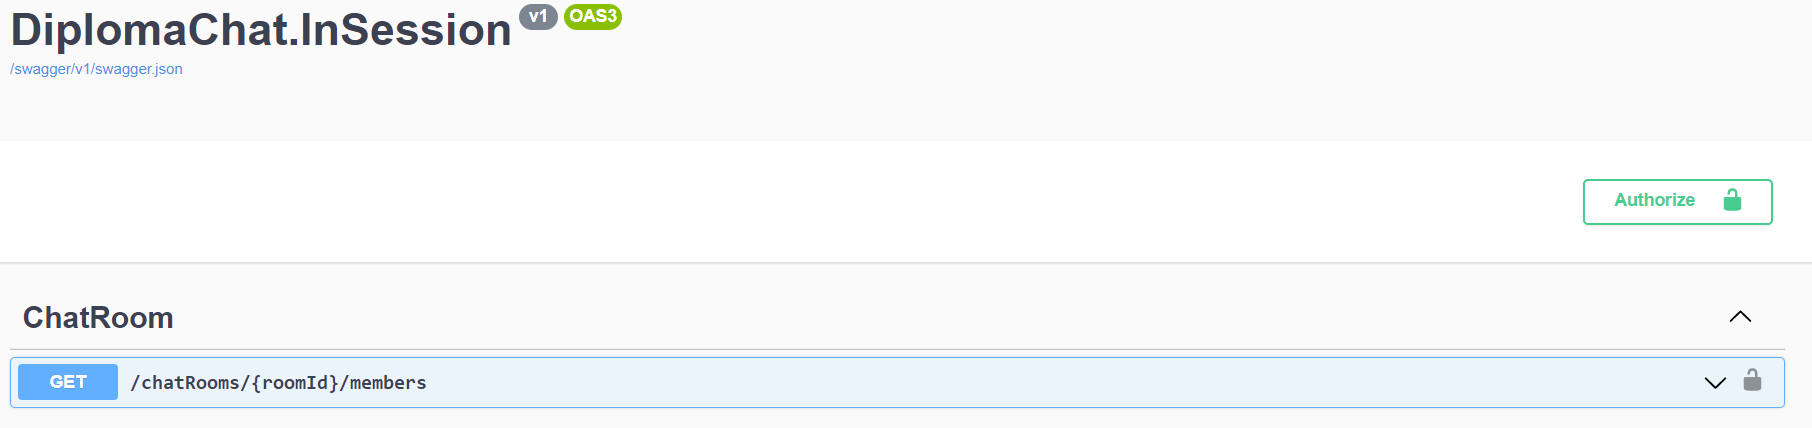 DiplomaChat.InSession v1 OAS3
/swagger/v1/swagger.json
Authorize
ChatRoom
GET /chatRooms/{roomId}/members